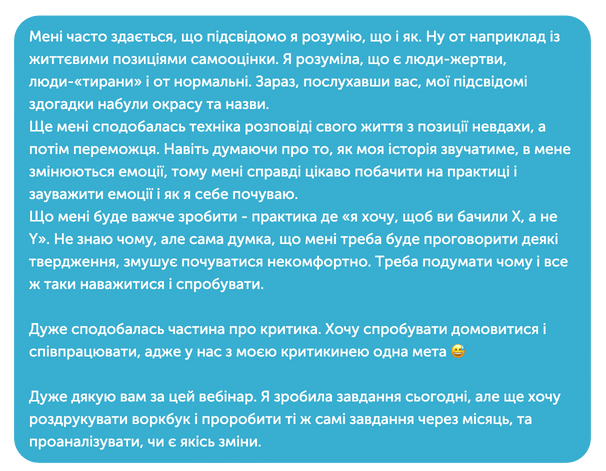 Мені часто здається, що підсвідомо я розумію, що і як. Ну от наприклад із
життєвими позиціями самооцінки. Я розуміла, що є люди-жертви,
люди-«тирани» і от нормальні. Зараз, послухавши вас, мої підсвідомі
здогадки набули окрасу та назви.
Ще мені сподобалась техніка розповіді свого життя з позиції невдахи, а
потім переможця. Навіть думаючи про то, як моя історія звучатиме, в мене
змінюються емоції, тому мені справді цікаво побачити на практиці і
зауважити емоції і як я себе почуваю.
Що мені буде важче зробити - практика де «я хочу, щоб ви бачили X, а не
Y». Не знаю чому, але сама думка, що мені треба буде проговорити деякі
твердження, змушує почуватися некомфортно. Треба подумати чому і все
ж таки наважитися і спробувати.
Дуже сподобалась частина про критика. Хочу спробувати домовитися і
співпрацювати, адже у нас з моєю критикинею одна мета 😅
Дуже дякую вам за цей вебінар. Я зробила завдання сьогодні, але ще хочу
роздрукувати воркбук і проробити ті ж самі завдання через місяць, та
проаналізувати, чи є якісь зміни.